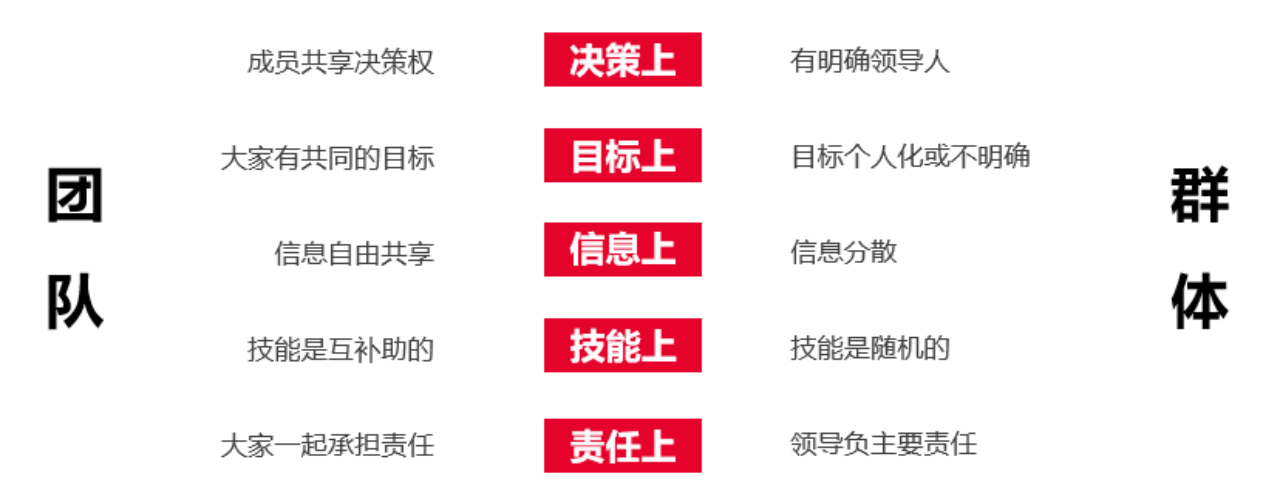 成员共享决策权 决策上 有明确领导人
大家有共同的目标 目标上 目标个人化或不明确
团队
信息自由共享 信息上 信息分散
群体
技能是互补助的 技能上 技能是随机的
大家一起承担责任 责任上 领导负主要责任